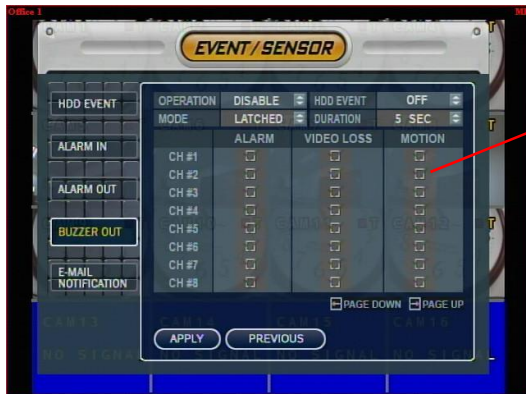 Office 1
EVENT/SENSOR
HDD EVENT
ALARM IN
ALARM OUT
BUZZER OUT
E-MAIL
NOTIFICATION
OPERATION DISABLE HDD EVENT OFF
MODE LATCHED DURATION 5 SEC
ALARM VIDEO LOSS MOTION
CH #1
CH #2
CH #3
CH #4
CH #5
CH #6
CH #7
CH #8
PAGE DOWN PAGE UP
APPLY PREVIOUS
CAM13 CAM14 CAM15 CAM16
NO SIGNAL NO SIGNAL NO SIGNAL NO SIGNAL